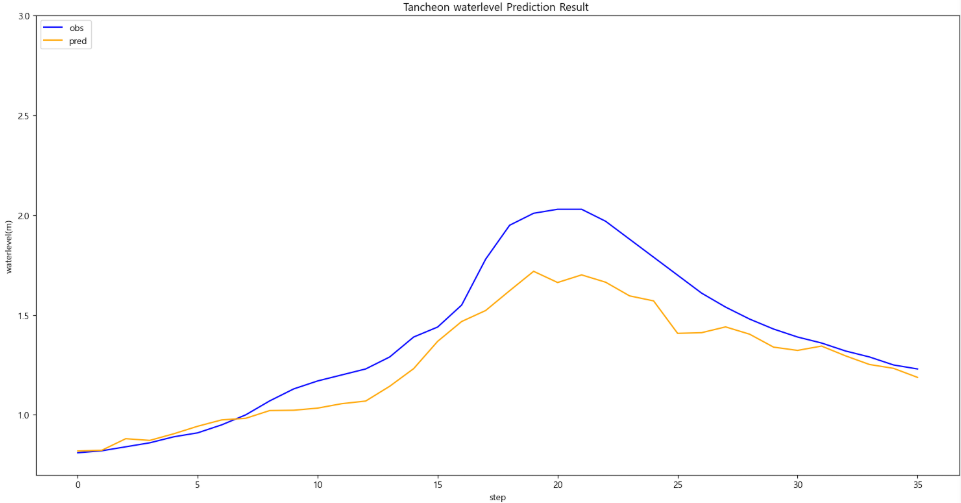 Tancheon waterlevel Prediction Result
obs
pred
3.0
2.5
2.0
1.5
1.0
waterlevel(m)
0 5 10 15 20 25 30 35
step